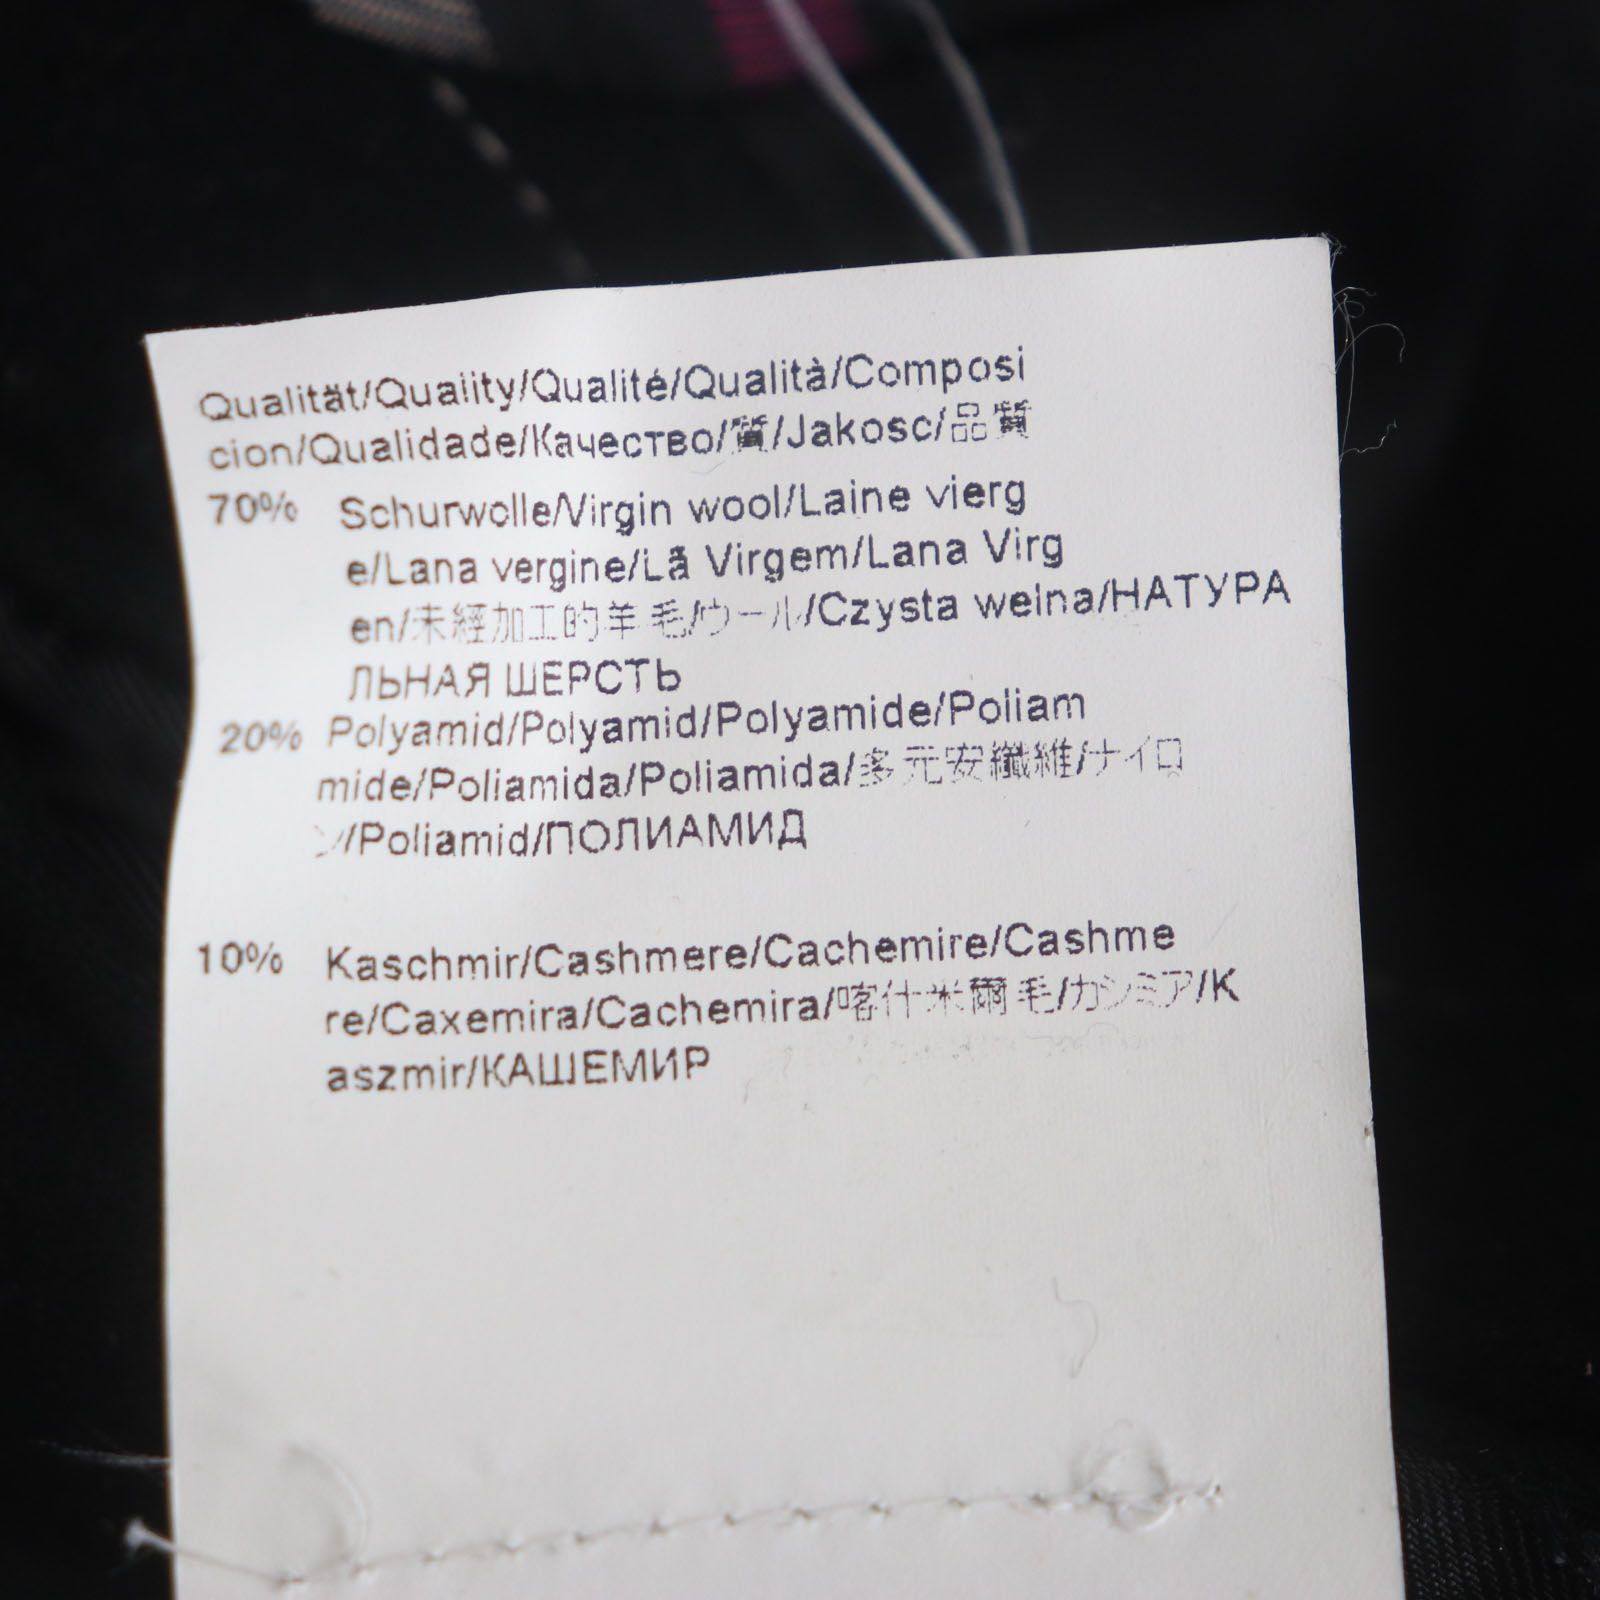 Qualität/Quality/Qualité/Qualità/Composi
cion/Qualidade/Качество/質/Jakosc/品質
70% Schurwolle/Virgin wool/Laine vierg
e/Lana vergine/Lã Virgem/Lana Virg
en/未經加工的羊毛/ウール/Czysta welna/НАТУРА
ЛЬНАЯ ШЕРСТЬ
20% Polyamid/Polyamid/Polyamide/Poliam
mide/Poliamida/Poliamida/多元安纖維/ナイロ
ン/Poliamid/ПОЛИАМИД
10% Kaschmir/Cashmere/Cachemire/Cashme
re/Caxemira/Cachemira/喀什米爾毛/カシミア/K
aszmir/КАШЕМИР